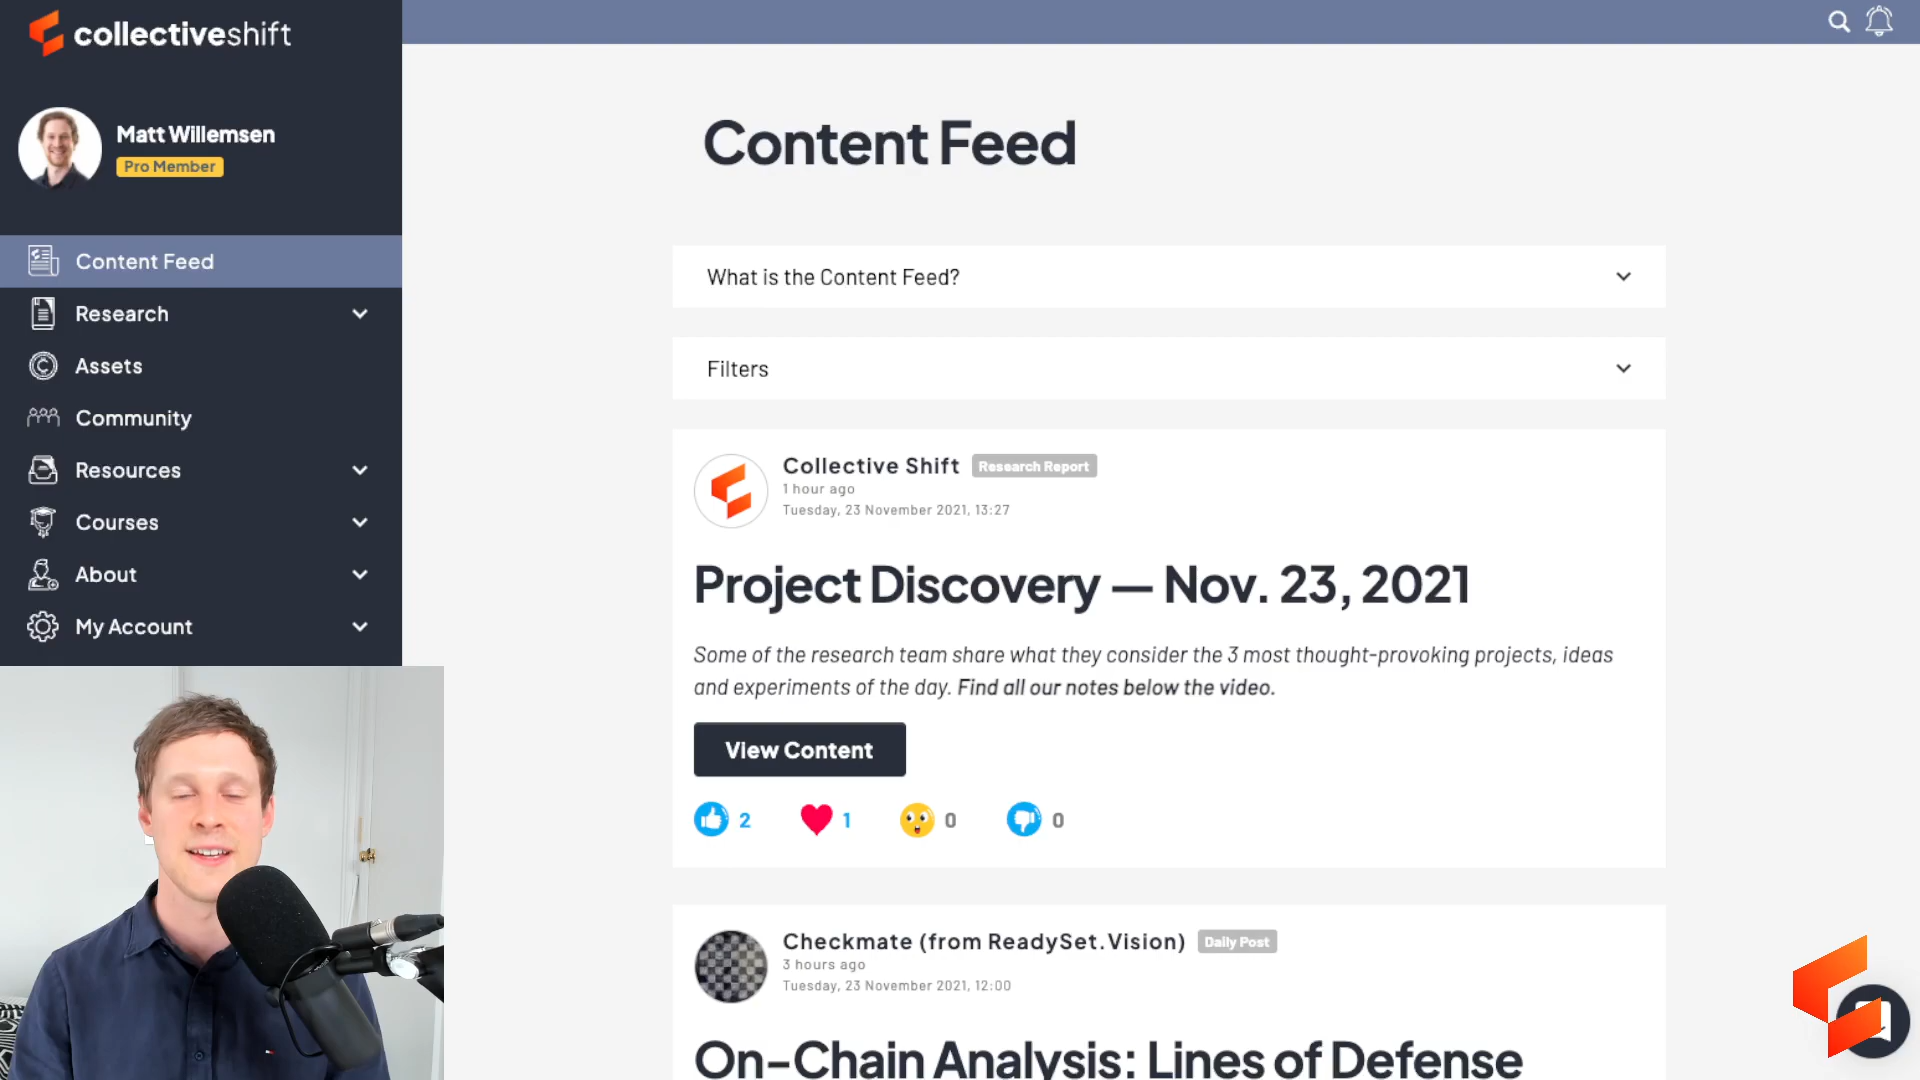 collectiveshift
Matt Willemsen
Pro Member
Content Feed
Research
Assets
Community
Resources
Courses
About
My Account
Content Feed
What is the Content Feed?
Filters
Collective Shift Research Report
1 hour ago
Tuesday, 23 November 2021, 13:27
Project Discovery — Nov. 23, 2021
Some of the research team share what they consider the 3 most thought-provoking projects, ideas
and experiments of the day. Find all our notes below the video.
View Content
2 1 0 0
Checkmate (from ReadySet.Vision) Daily Post
3 hours ago
Tuesday, 23 November 2021, 12:00
On-Chain Analysis: Lines of Defense